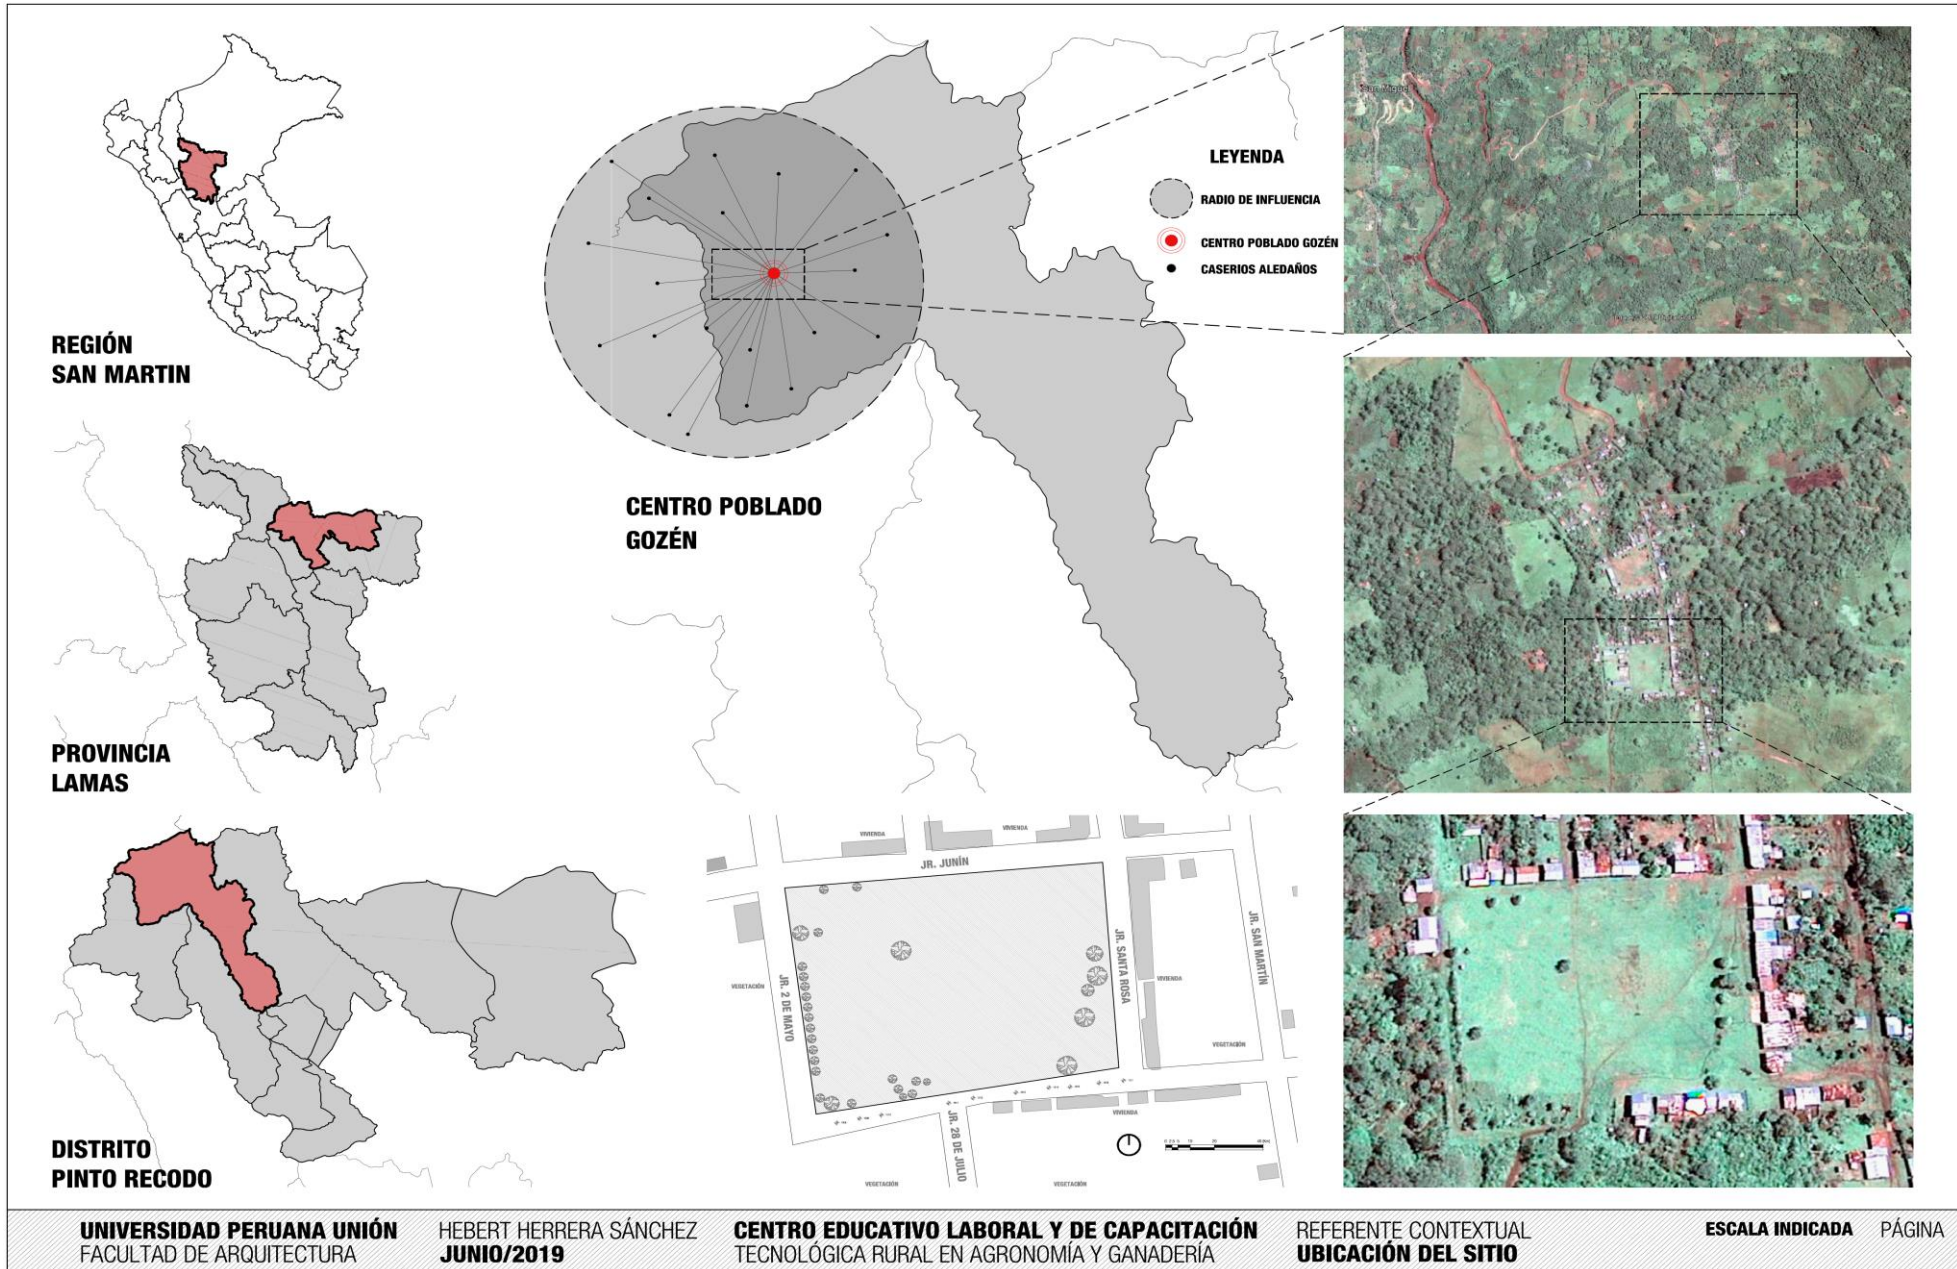 REGIÓN
SAN MARTIN
PROVINCIA
LAMAS
DISTRITO
PINTO RECODO
CENTRO POBLADO
GOZÉN
LEYENDA
RADIO DE INFLUENCIA
CENTRO POBLADO GOZÉN
CASERIOS ALEDAÑOS
VIVIENDA
VIVIENDA
JR. JUNÍN
JR. 2 DE MAYO
JR. SANTA ROSA
JR. SAN MARTÍN
VEGETACIÓN
VIVIENDA
VEGETACIÓN
VIVIENDA
JR. 28 DE JULIO
VEGETACIÓN
VEGETACIÓN
UNIVERSIDAD PERUANA UNIÓN
FACULTAD DE ARQUITECTURA
HEBERT HERRERA SÁNCHEZ
JUNIO/2019
CENTRO EDUCATIVO LABORAL Y DE CAPACITACIÓN
TECNOLÓGICA RURAL EN AGRONOMÍA Y GANADERÍA
REFERENTE CONTEXTUAL
UBICACIÓN DEL SITIO
ESCALA INDICADA
PÁGINA